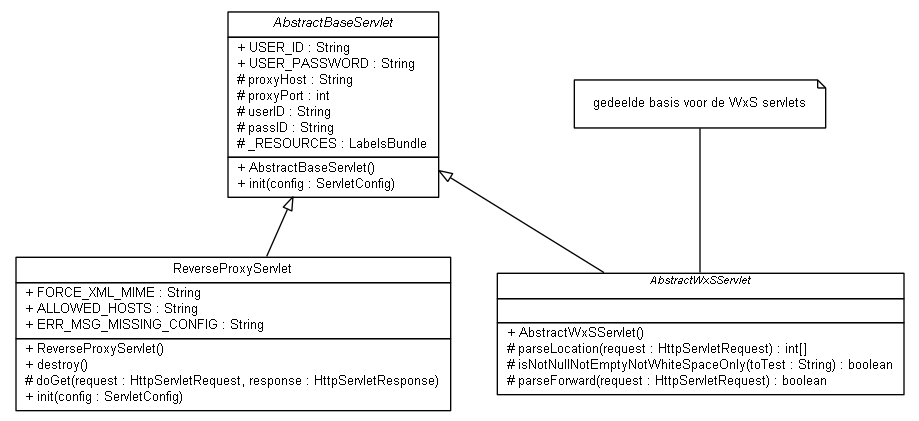 AbstractBaseServlet
+ USER_ID : String
+ USER_PASSWORD : String
# proxyHost : String
# proxyPort : int
# userID : String
# passID : String
# _RESOURCES : LabelsBundle
+ AbstractBaseServlet()
+ init(config : ServletConfig)
gedeelde basis voor de WxS servlets
ReverseProxyServlet
+ FORCE_XML_MIME : String
+ ALLOWED_HOSTS : String
+ ERR_MSG_MISSING_CONFIG : String
+ ReverseProxyServlet()
+ destroy()
# doGet(request : HttpServletRequest, response : HttpServletResponse)
+ init(config : ServletConfig)
AbstractWxSServlet
+ AbstractWxSServlet()
# parseLocation(request : HttpServletRequest) : int[]
# isNotNullNotEmptyNotWhiteSpaceOnly(toTest : String) : boolean
# parseForward(request : HttpServletRequest) : boolean